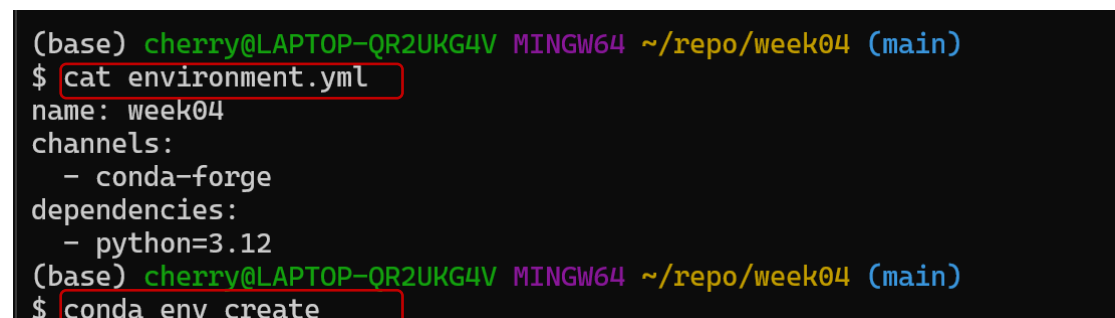 (base) cherry@LAPTOP-QR2UKG4V MINGW64 ~/repo/week04 (main)
$ cat environment.yml
name: week04
channels:
  - conda-forge
dependencies:
  - python=3.12
(base) cherry@LAPTOP-QR2UKG4V MINGW64 ~/repo/week04 (main)
$ conda env create